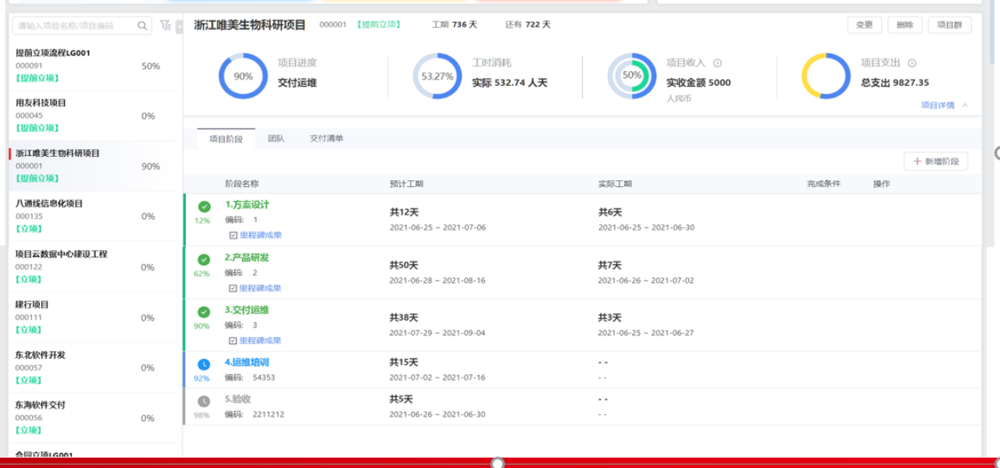 请输入项目名称/项目编码
提前立项流程LG001
000091
50%
【提前立项】
用友科技项目
000045
0%
【提前立项】
浙江唯美生物科研项目
000001
90%
【提前立项】
八通线信息化项目
000135
0%
【立项】
项目云数据中心建设工程
000122
0%
【立项】
建行项目
000111
0%
【立项】
东北软件开发
000057
0%
【立项】
东海软件交付
000056
0%
【立项】
合同立项LG001
浙江唯美生物科研项目 000001 【提前立项】 工期 736 天 还有 722 天
变更 删除 项目群
90%
项目进度
交付运维
53.27%
工时消耗
实际 532.74 人天
50%
项目收入
实收金额 5000
人民币
项目支出
总支出 9827.35
项目详情
项目阶段 团队 交付清单
+ 新增阶段
阶段名称 预计工期 实际工期 完成条件 操作
1.方案设计
12%
编码: 1
里程碑成果
共12天
2021-06-25 ~ 2021-07-06
共6天
2021-06-25 ~ 2021-06-30
2.产品研发
62%
编码: 2
里程碑成果
共50天
2021-06-28 ~ 2021-08-16
共7天
2021-06-26 ~ 2021-07-02
3.交付运维
90%
编码: 3
里程碑成果
共38天
2021-07-29 ~ 2021-09-04
共3天
2021-06-25 ~ 2021-06-27
4.运维培训
92%
编码: 54353
共15天
2021-07-02 ~ 2021-07-16
- -
- -
5.验收
98%
编码: 2211212
共5天
2021-06-26 ~ 2021-06-30
- -
- -